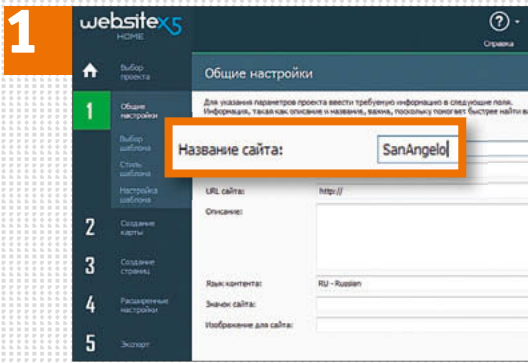 1
websitex5
HOME
Справка
Выбор проекта
Общие настройки
1
Общие настройки
Для указания параметров проекта ввести требуемую информацию в следующие поля.
Информация, такая как описание и название, важна, поскольку помогает быстрее найти ва
Название сайта:
SanAngelo
Выбор шаблона
Стиль шаблона
Настройка шаблона
URL сайта:
http://
Описание:
2
Создание карты
3
Создание страниц
Язык контента:
RU - Russian
4
Расширенные настройки
Значок сайта:
Изображение для сайта:
5
Экспорт